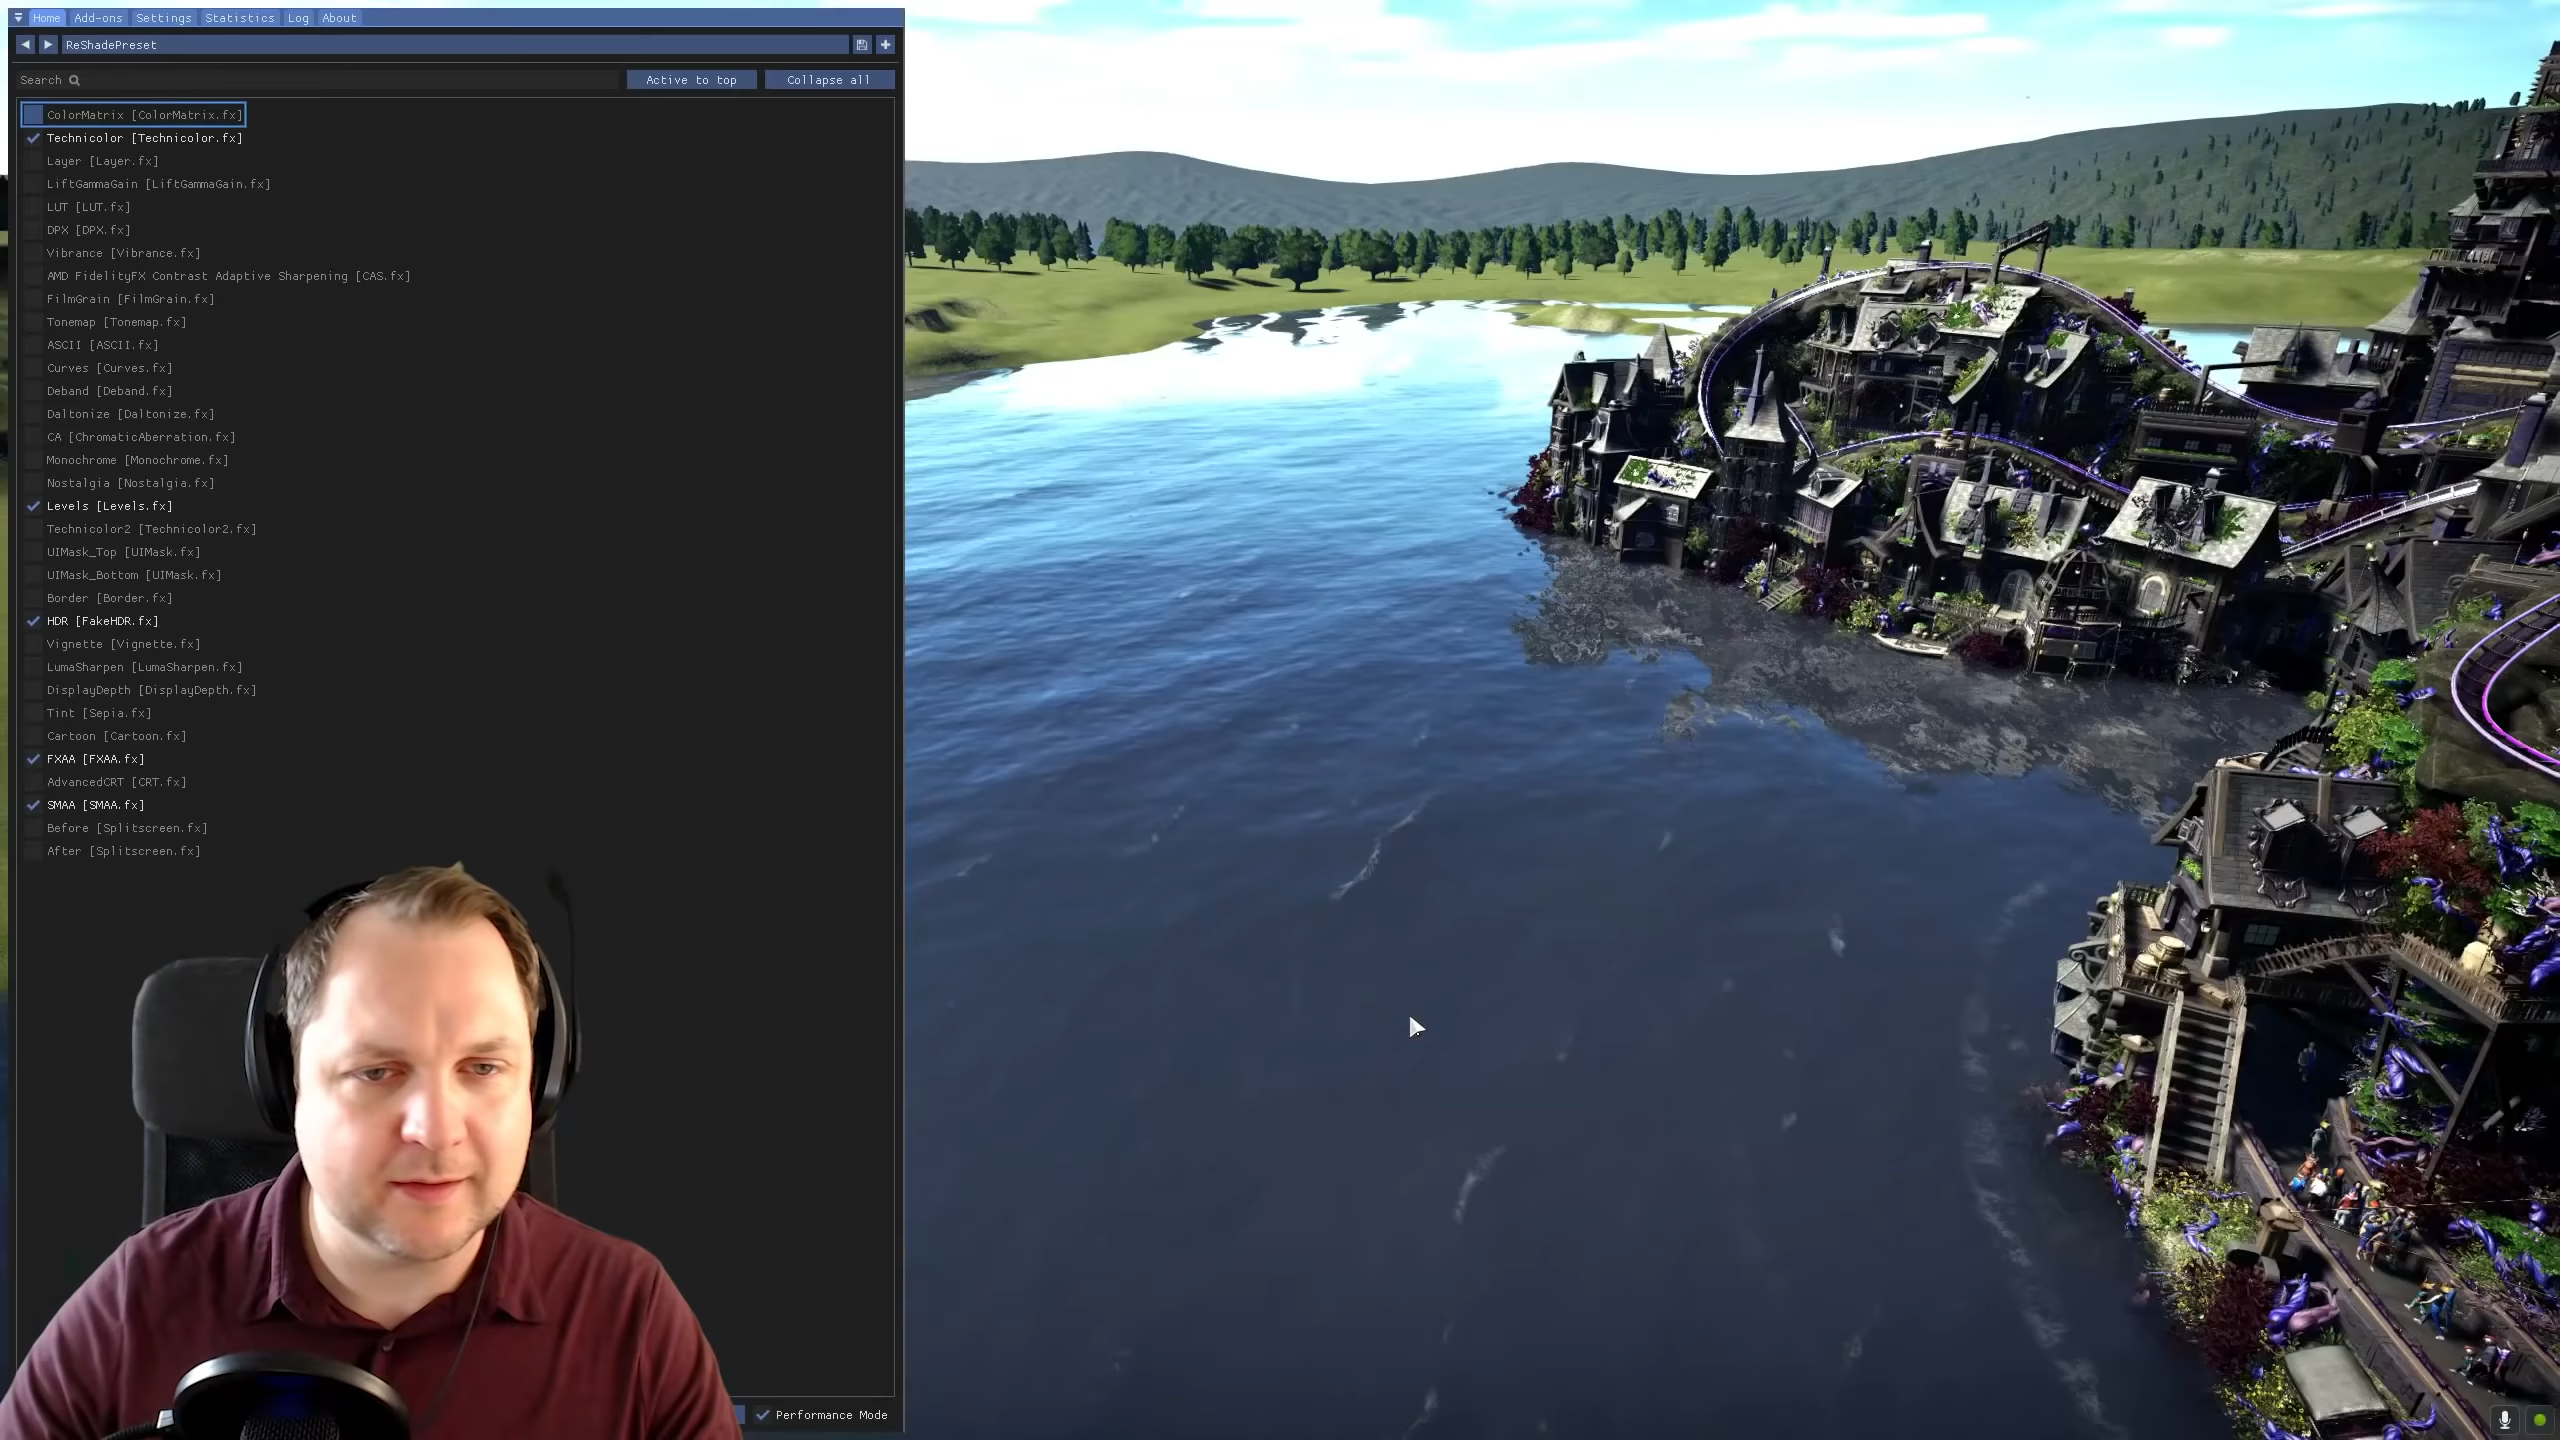 Home Add-ons Settings Statistics Log About
ReShadePreset
Search Active to top Collapse all
ColorMatrix [ColorMatrix.fx]
Technicolor [Technicolor.fx]
Layer [Layer.fx]
LiftGammaGain [LiftGammaGain.fx]
LUT [LUT.fx]
DPX [DPX.fx]
Vibrance [Vibrance.fx]
AMD FidelityFX Contrast Adaptive Sharpening [CAS.fx]
FilmGrain [FilmGrain.fx]
Tonemap [Tonemap.fx]
ASCII [ASCII.fx]
Curves [Curves.fx]
Deband [Deband.fx]
Daltonize [Daltonize.fx]
CA [ChromaticAberration.fx]
Monochrome [Monochrome.fx]
Nostalgia [Nostalgia.fx]
Levels [Levels.fx]
Technicolor2 [Technicolor2.fx]
UIMask_Top [UIMask.fx]
UIMask_Bottom [UIMask.fx]
Border [Border.fx]
HDR [FakeHDR.fx]
Vignette [Vignette.fx]
LumaSharpen [LumaSharpen.fx]
DisplayDepth [DisplayDepth.fx]
Tint [Sepia.fx]
Cartoon [Cartoon.fx]
FXAA [FXAA.fx]
AdvancedCRT [CRT.fx]
SMAA [SMAA.fx]
Before [Splitscreen.fx]
After [Splitscreen.fx]
Performance Mode